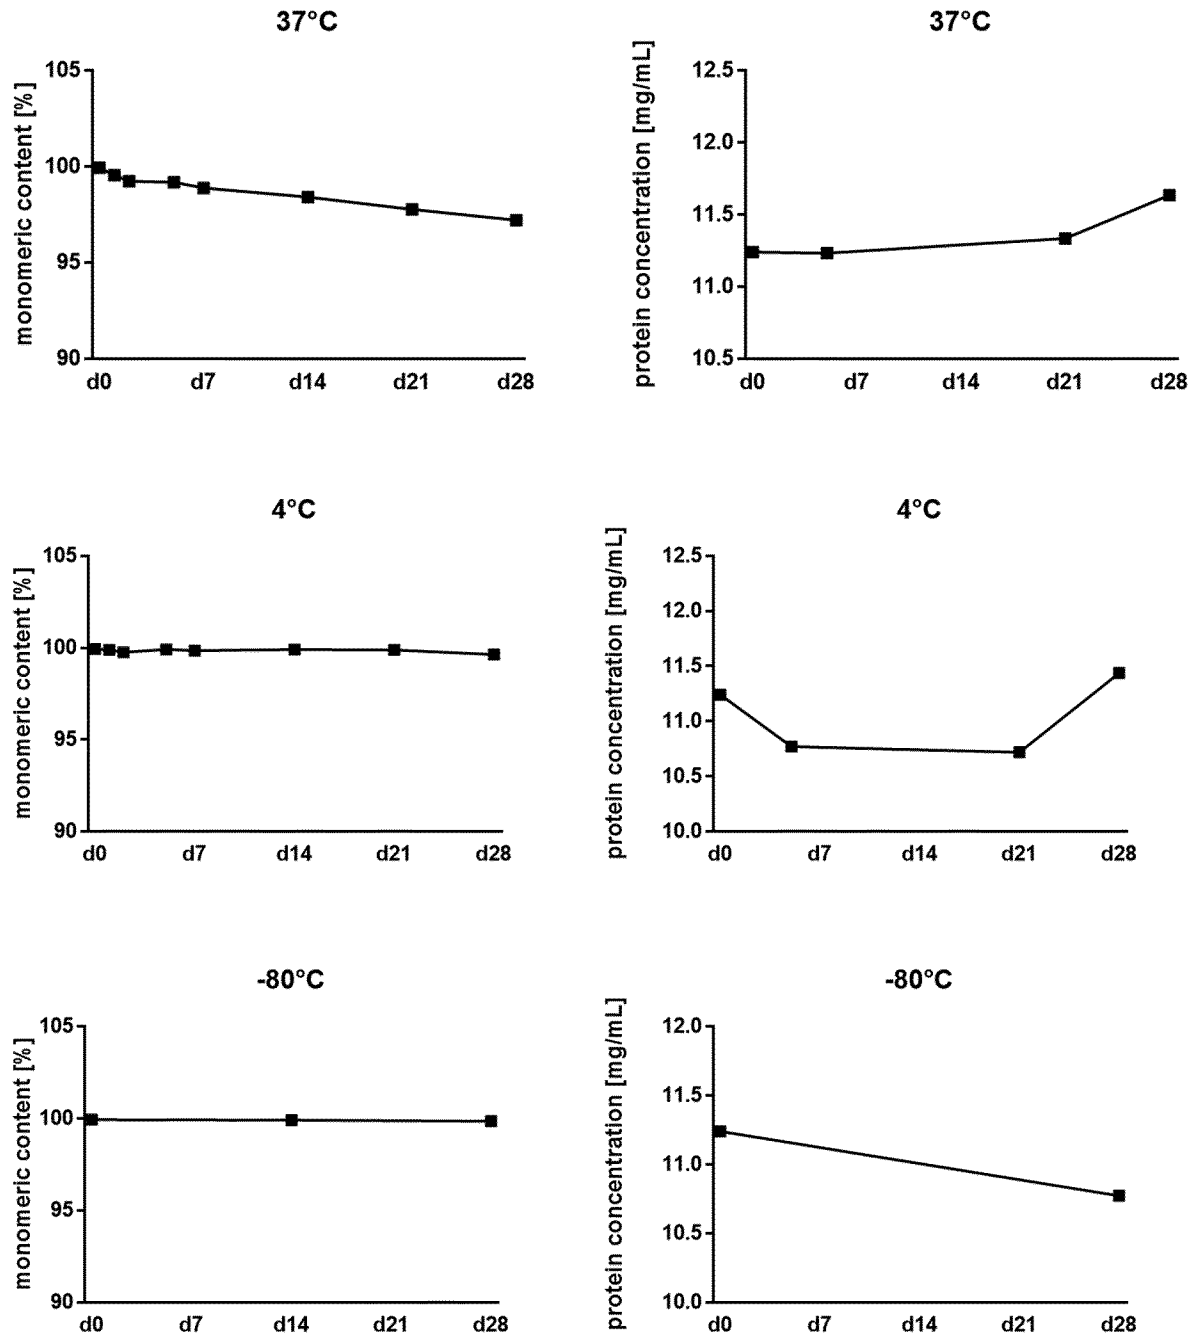 37°C
monomeric content [%]
105
100
95
90
d0 d7 d14 d21 d28
37°C
protein concentration [mg/mL]
12.5
12.0
11.5
11.0
10.5
d0 d7 d14 d21 d28
4°C
monomeric content [%]
105
100
95
90
d0 d7 d14 d21 d28
4°C
protein concentration [mg/mL]
12.5
12.0
11.5
11.0
10.5
10.0
d0 d7 d14 d21 d28
-80°C
monomeric content [%]
105
100
95
90
d0 d7 d14 d21 d28
-80°C
protein concentration [mg/mL]
12.0
11.5
11.0
10.5
10.0
d0 d7 d14 d21 d28